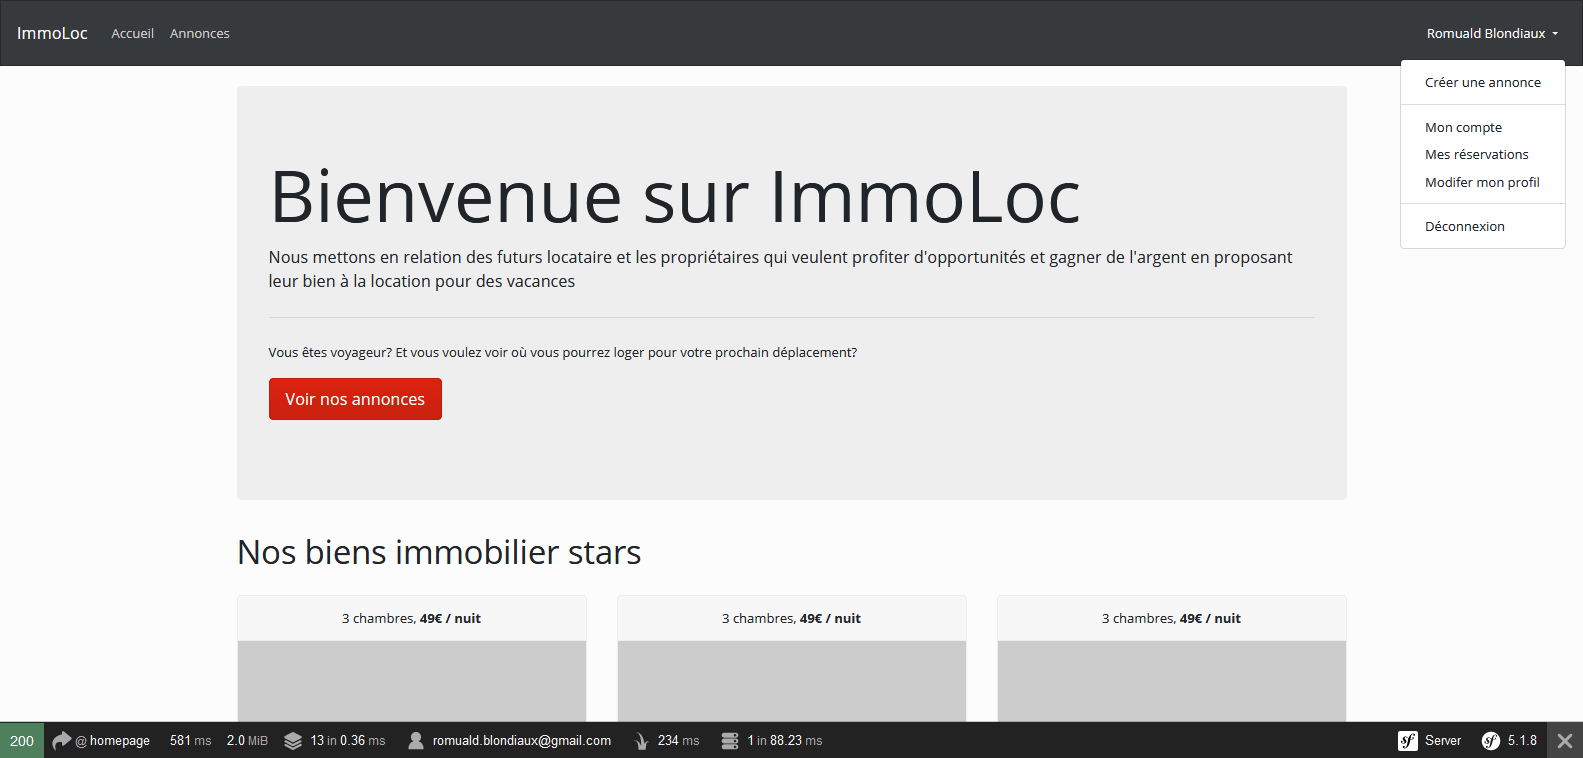 ImmoLoc Accueil Annonces Romuald Blondiaux
Créer une annonce
Mon compte
Mes réservations
Modifer mon profil
Déconnexion
Bienvenue sur ImmoLoc
Nous mettons en relation des futurs locataire et les propriétaires qui veulent profiter d'opportunités et gagner de l'argent en proposant
leur bien à la location pour des vacances
Vous êtes voyageur? Et vous voulez voir où vous pourrez loger pour votre prochain déplacement?
Voir nos annonces
Nos biens immobilier stars
3 chambres, 49€ / nuit 3 chambres, 49€ / nuit 3 chambres, 49€ / nuit
200 @ homepage 581 ms 2.0 MiB 13 in 0.36 ms romuald.blondiaux@gmail.com 234 ms 1 in 88.23 ms sf Server sf 5.1.8